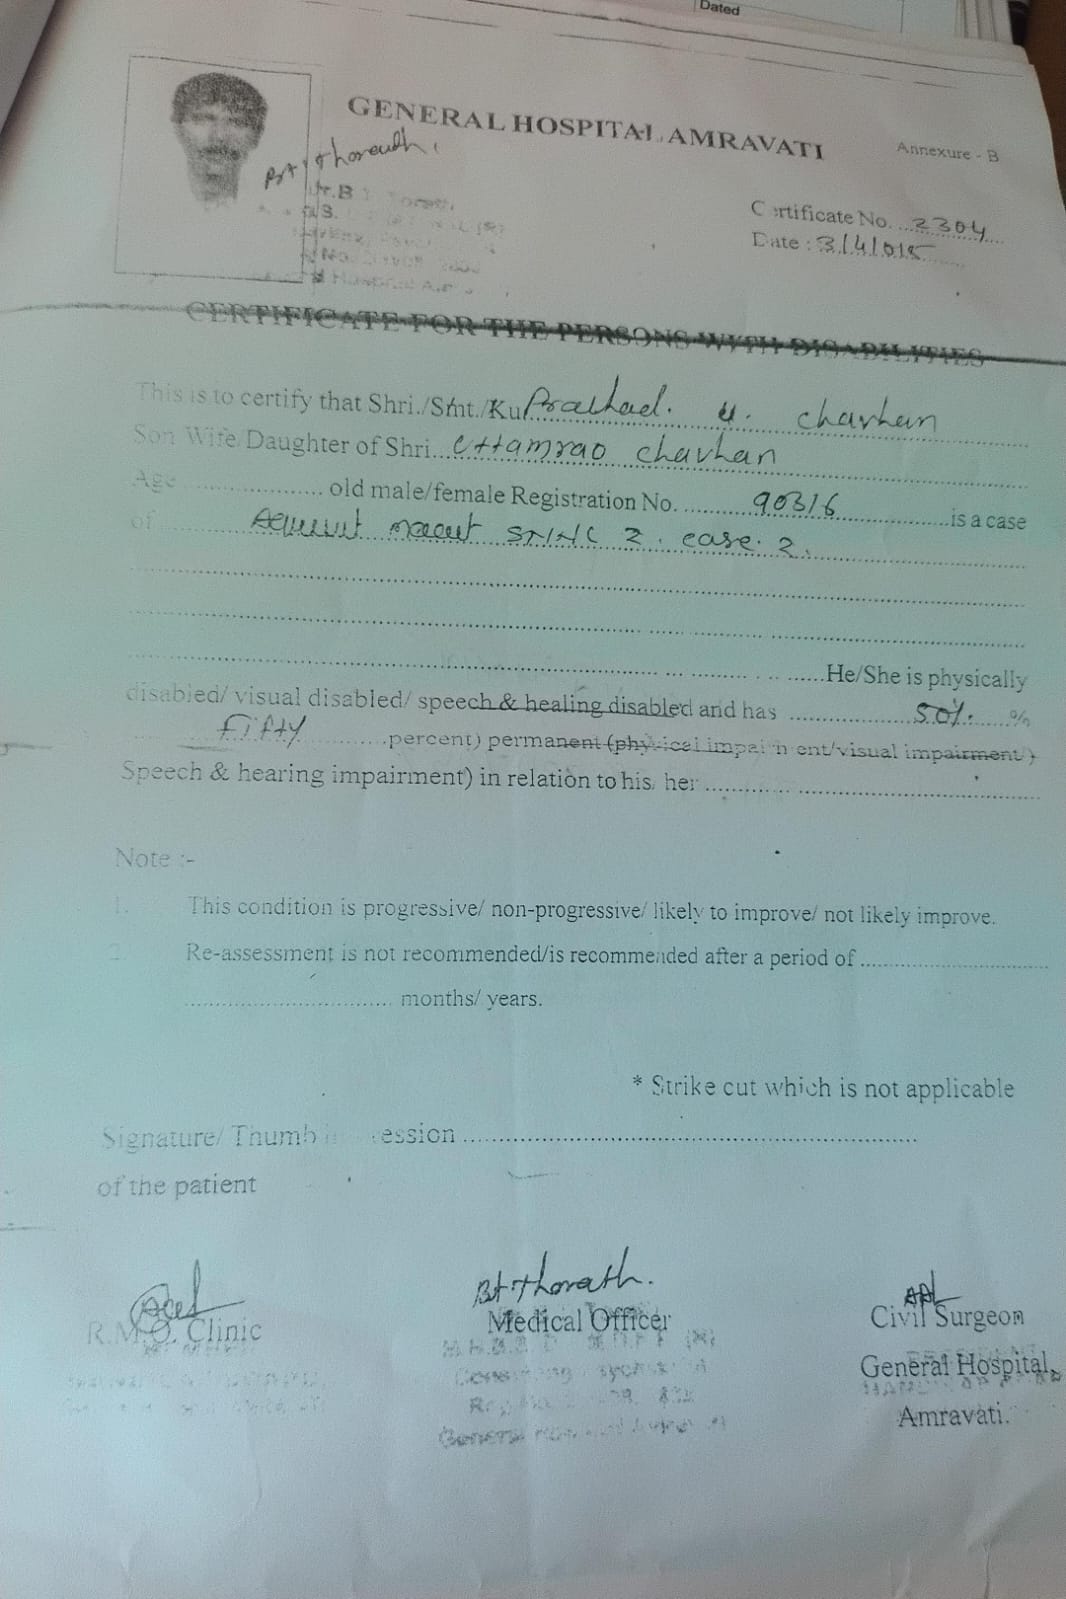 Dated
GENERAL HOSPITAL AMRAVATI
Annexure - B
Certificate No. 2304
Date : 3/4/015
CERTIFICATE FOR THE PERSONS WITH DISABILITIES
This is to certify that Shri./Smt./Ku. Pralhad. U. Chavhan
Son Wife/Daughter of Shri. Uttamrao Chavhan
Age old male/female Registration No. 90316 is a case
of case. 2.
He/She is physically
disabled/ visual disabled/ speech & healing disabled and has 50% %
Fifty percent) permanent (physical impairment/visual impairment)
Speech & hearing impairment) in relation to his her
Note :-
1. This condition is progressive/ non-progressive/ likely to improve/ not likely improve.
2. Re-assessment is not recommended/is recommended after a period of
months/ years.
* Strike cut which is not applicable
Signature/ Thumb
of the patient
Bt Thorath.
R.M.O. Clinic
Medical Officer
Civil Surgeon
General Hospital,
Amravati.